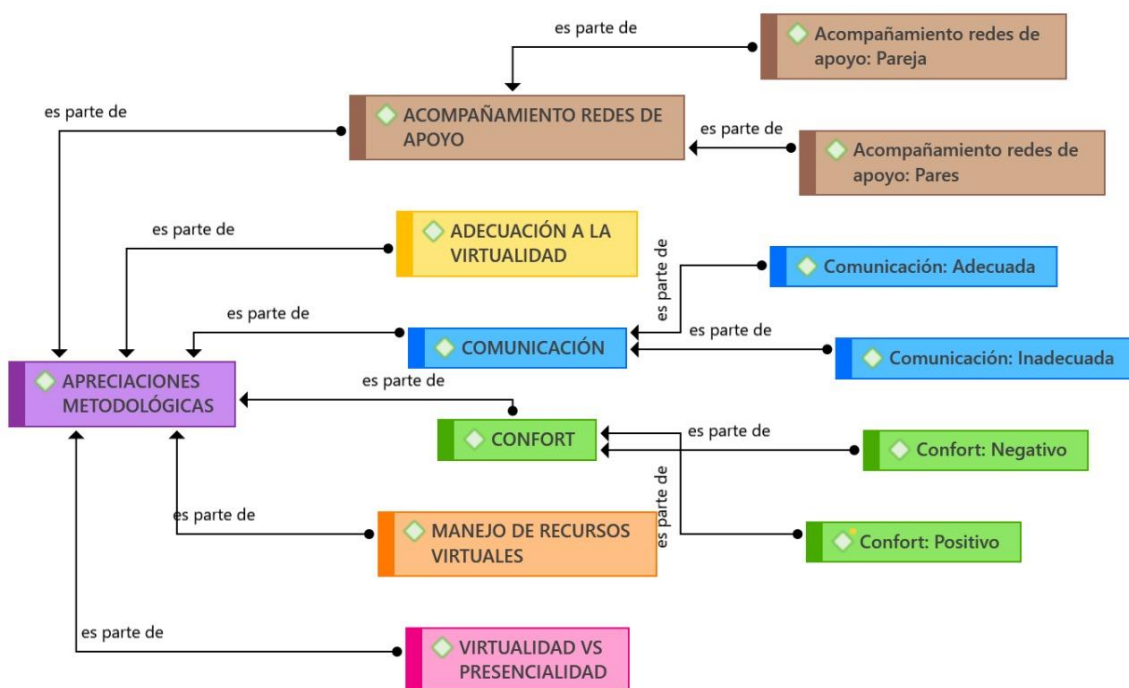 es parte de
Acompañamiento redes de
apoyo: Pareja
es parte de
ACOMPAÑAMIENTO REDES DE
APOYO
es parte de
Acompañamiento redes de
apoyo: Pares
es parte de
ADECUACIÓN A LA
VIRTUALIDAD
es parte de
Comunicación: Adecuada
es parte de
COMUNICACIÓN
es parte de
Comunicación: Inadecuada
APRECIACIONES
METODOLÓGICAS
es parte de
CONFORT
es parte de
Confort: Negativo
es parte de
Confort: Positivo
es parte de
MANEJO DE RECURSOS
VIRTUALES
es parte de
VIRTUALIDAD VS
PRESENCIALIDAD